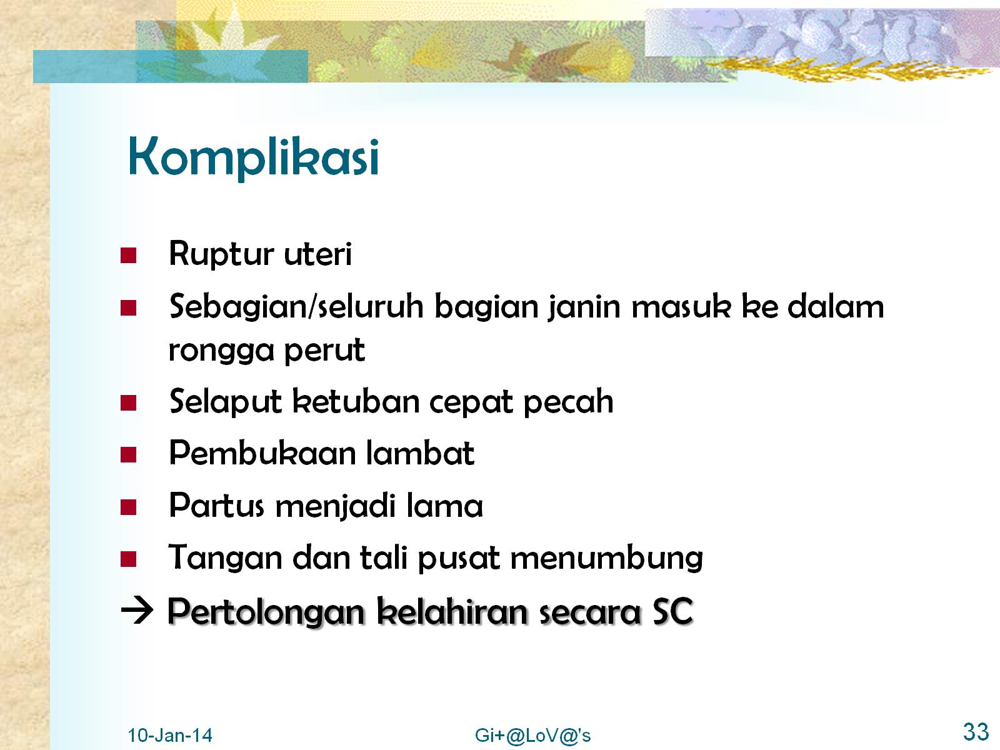 Komplikasi
Ruptur uteri
Sebagian/seluruh bagian janin masuk ke dalam
rongga perut
Selaput ketuban cepat pecah
Pembukaan lambat
Partus menjadi lama
Tangan dan tali pusat menumbung
→ Pertolongan kelahiran secara SC
10-Jan-14
Gi+@LoV@'s
33